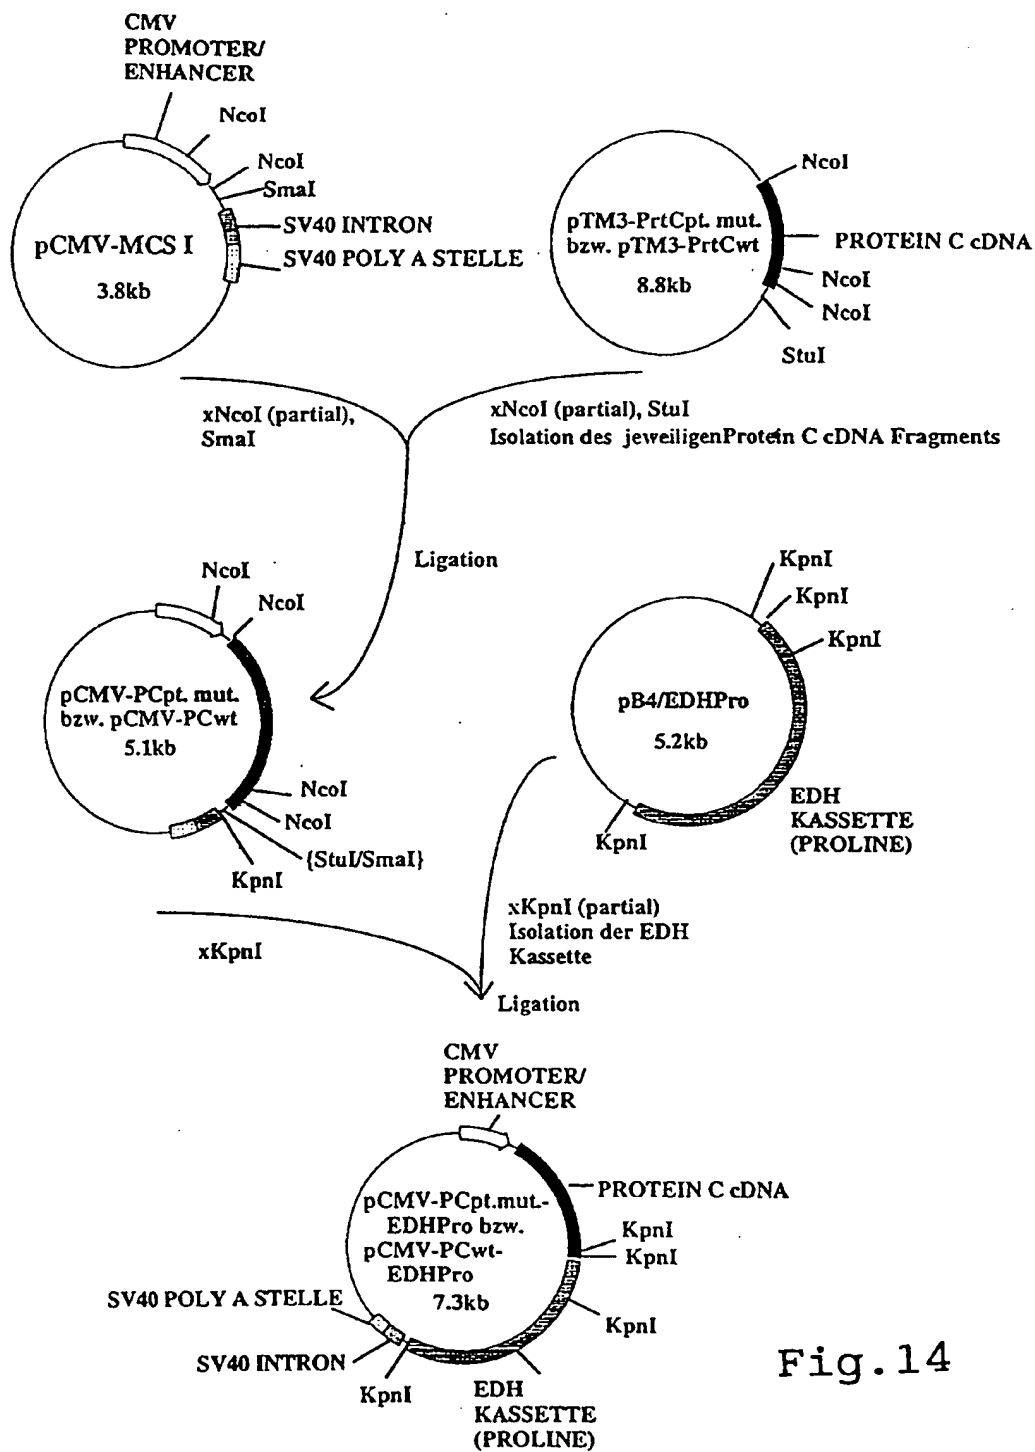 CMV
PROMOTER/
ENHANCER
NcoI
NcoI
SmaI
SV40 INTRON
SV40 POLY A STELLE
pCMV-MCS I
3.8kb
NcoI
pTM3-PrtCpt. mut.
bzw. pTM3-PrtCwt
8.8kb
PROTEIN C cDNA
NcoI
NcoI
StuI
xNcoI (partial),
SmaI
xNcoI (partial), StuI
Isolation des jeweiligenProtein C cDNA Fragments
Ligation
NcoI
NcoI
pCMV-PCpt. mut.
bzw. pCMV-PCwt
5.1kb
NcoI
NcoI
{StuI/SmaI}
KpnI
KpnI
KpnI
KpnI
pB4/EDHPro
5.2kb
EDH
KASSETTE
(PROLINE)
KpnI
xKpnI
xKpnI (partial)
Isolation der EDH
Kassette
Ligation
CMV
PROMOTER/
ENHANCER
pCMV-PCpt.mut.-
EDHPro bzw.
pCMV-PCwt-
EDHPro
7.3kb
PROTEIN C cDNA
KpnI
KpnI
KpnI
SV40 POLY A STELLE
SV40 INTRON
KpnI
EDH
KASSETTE
(PROLINE)
Fig.14